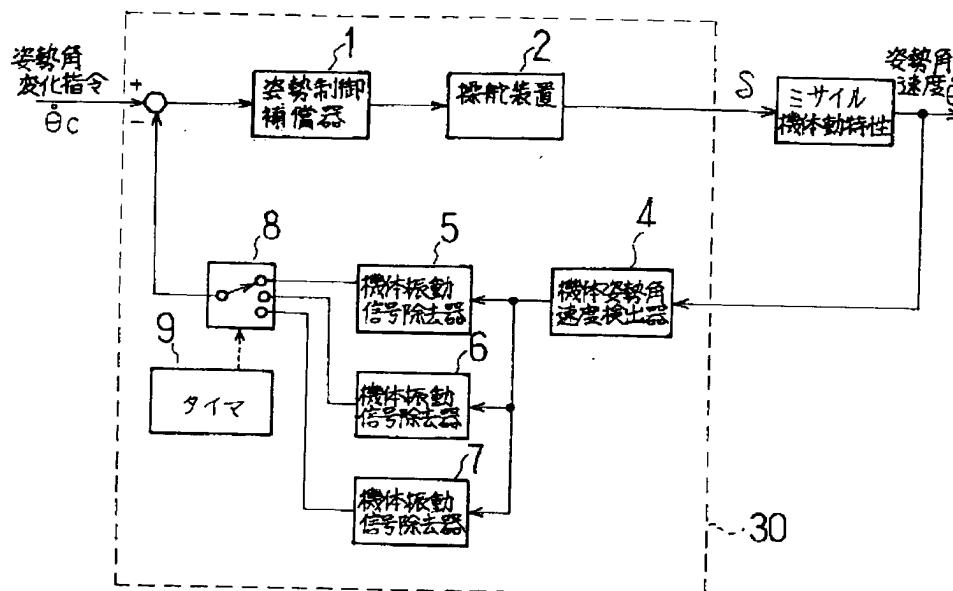 姿勢角
変化指令
θ̇c
+
−
1
姿勢制御
補償器
2
操舵装置
δ
ミサイル
機体動特性
姿勢角
速度θ̇
8
5
機体振動
信号除去器
4
機体姿勢角
速度検出器
9
タイマ
6
機体振動
信号除去器
7
機体振動
信号除去器
30